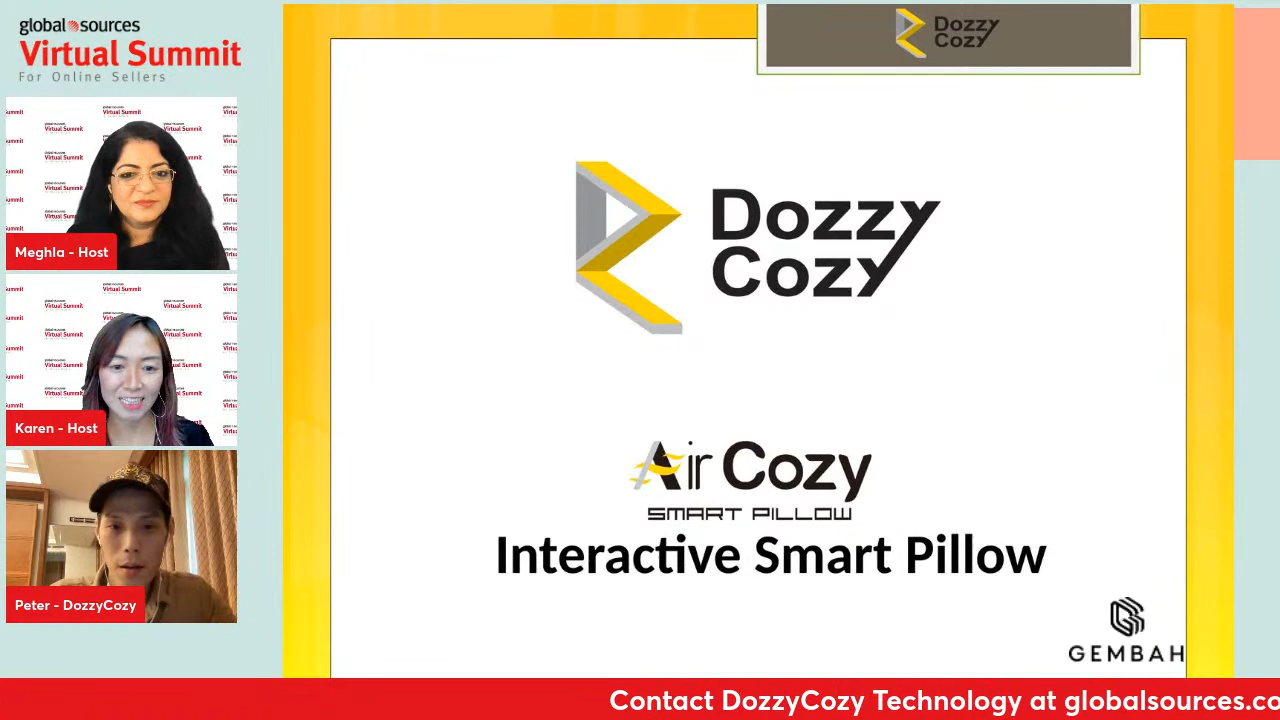 global sources
Virtual Summit
For Online Sellers
Meghla - Host
Karen - Host
Peter - DozzyCozy
Dozzy
Cozy
Dozzy
Cozy
Air Cozy
SMART PILLOW
Interactive Smart Pillow
GEMBAH
Contact DozzyCozy Technology at globalsources.co